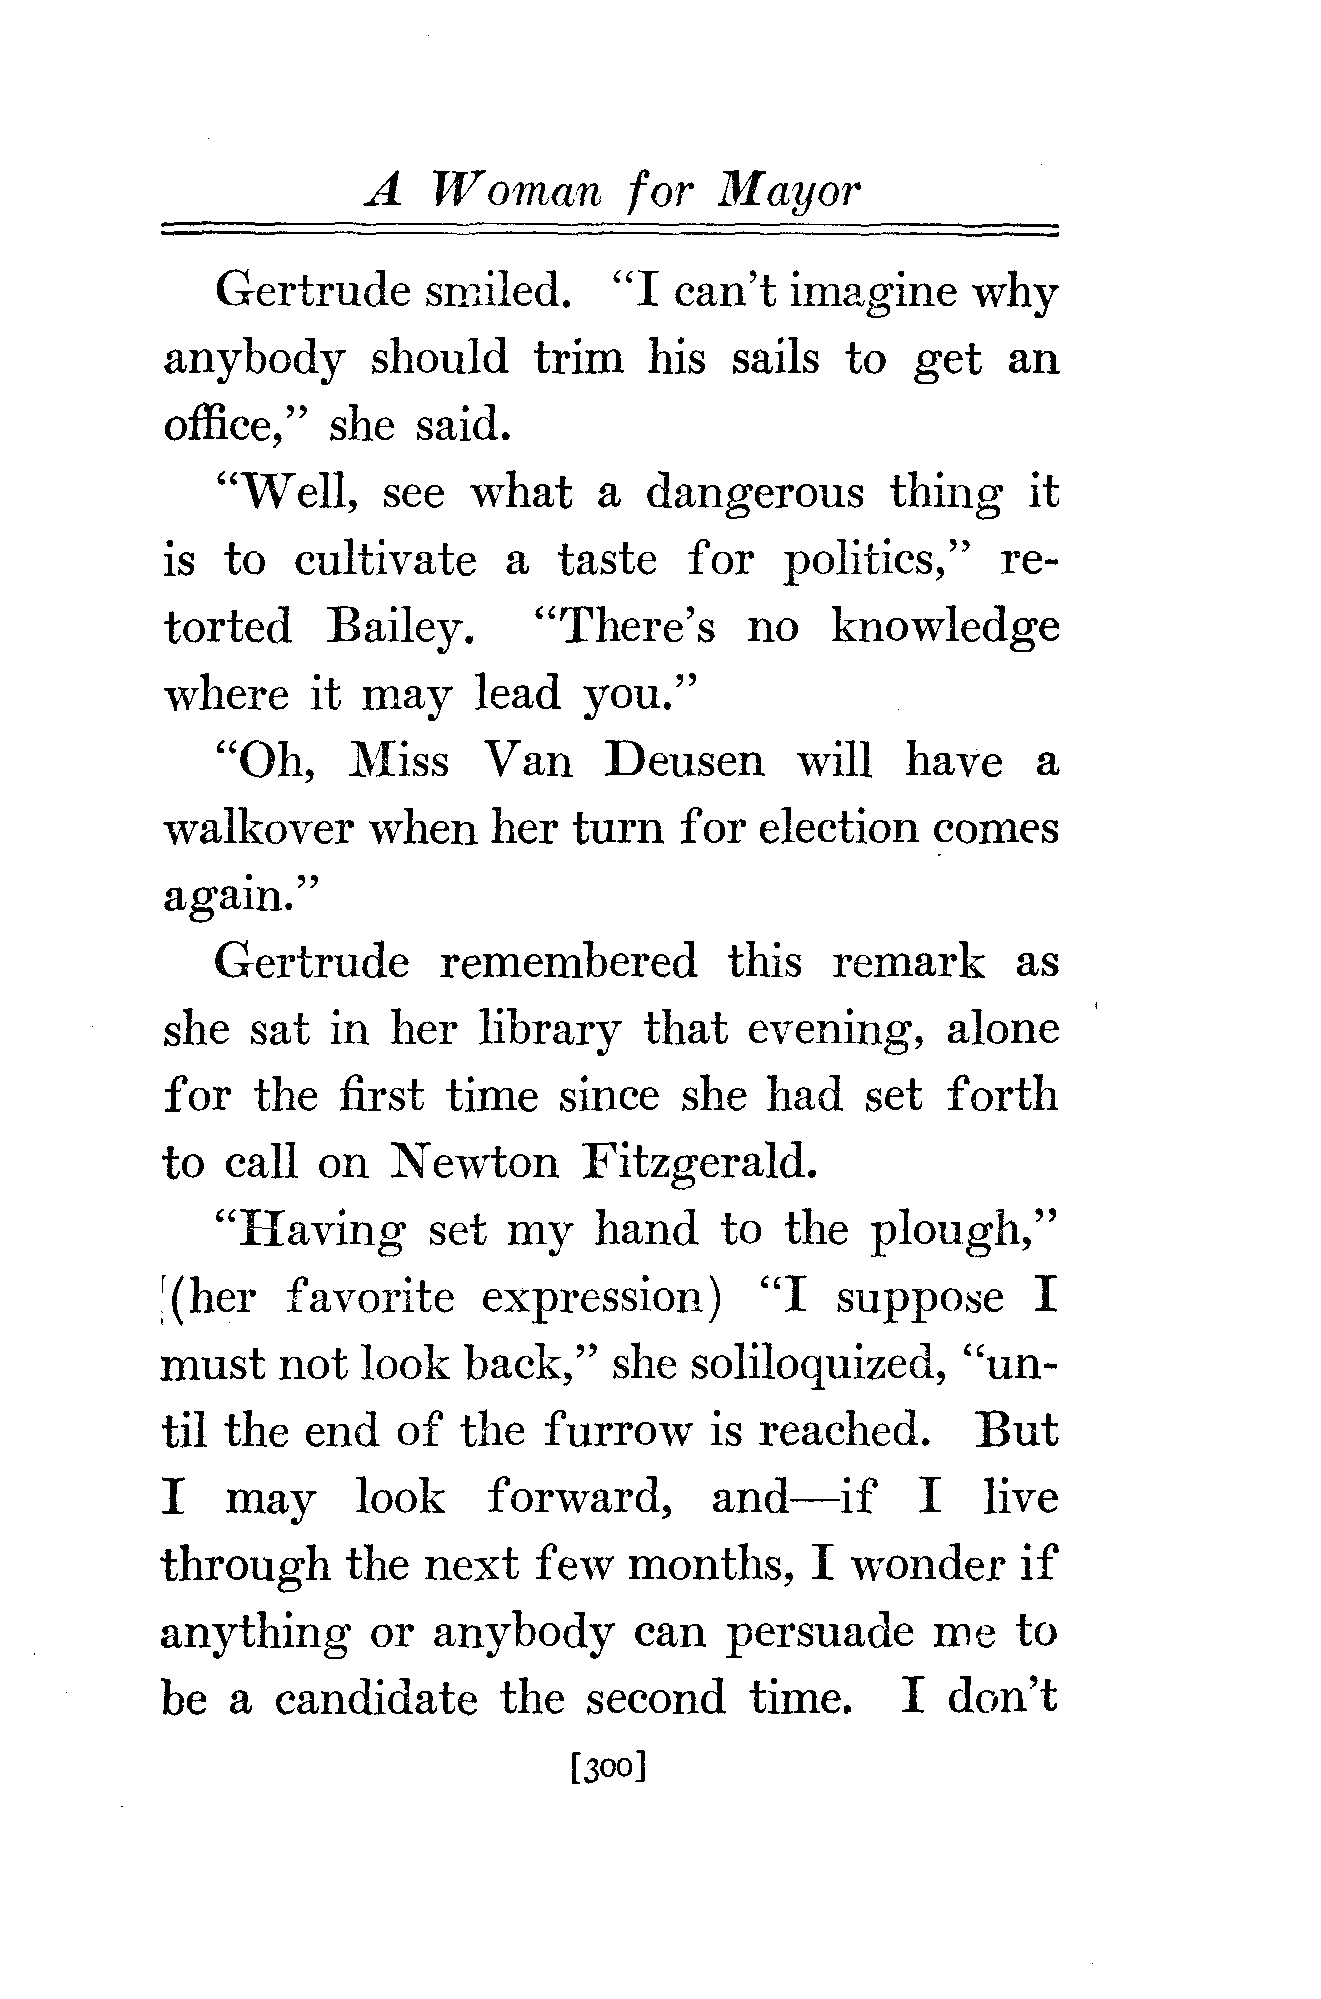 A Woman for Mayor
Gertrude smiled. "I can't imagine why
anybody should trim his sails to get an
office," she said.
"Well, see what a dangerous thing it
is to cultivate a taste for politics," re-
torted Bailey. "There's no knowledge
where it may lead you."
"Oh, Miss Van Deusen will have a
walkover when her turn for election comes
again."
Gertrude remembered this remark as
she sat in her library that evening, alone
for the first time since she had set forth
to call on Newton Fitzgerald.
"Having set my hand to the plough,"
(her favorite expression) "I suppose I
must not look back," she soliloquized, "un-
til the end of the furrow is reached. But
I may look forward, and—if I live
through the next few months, I wonder if
anything or anybody can persuade me to
be a candidate the second time. I don't
[300]